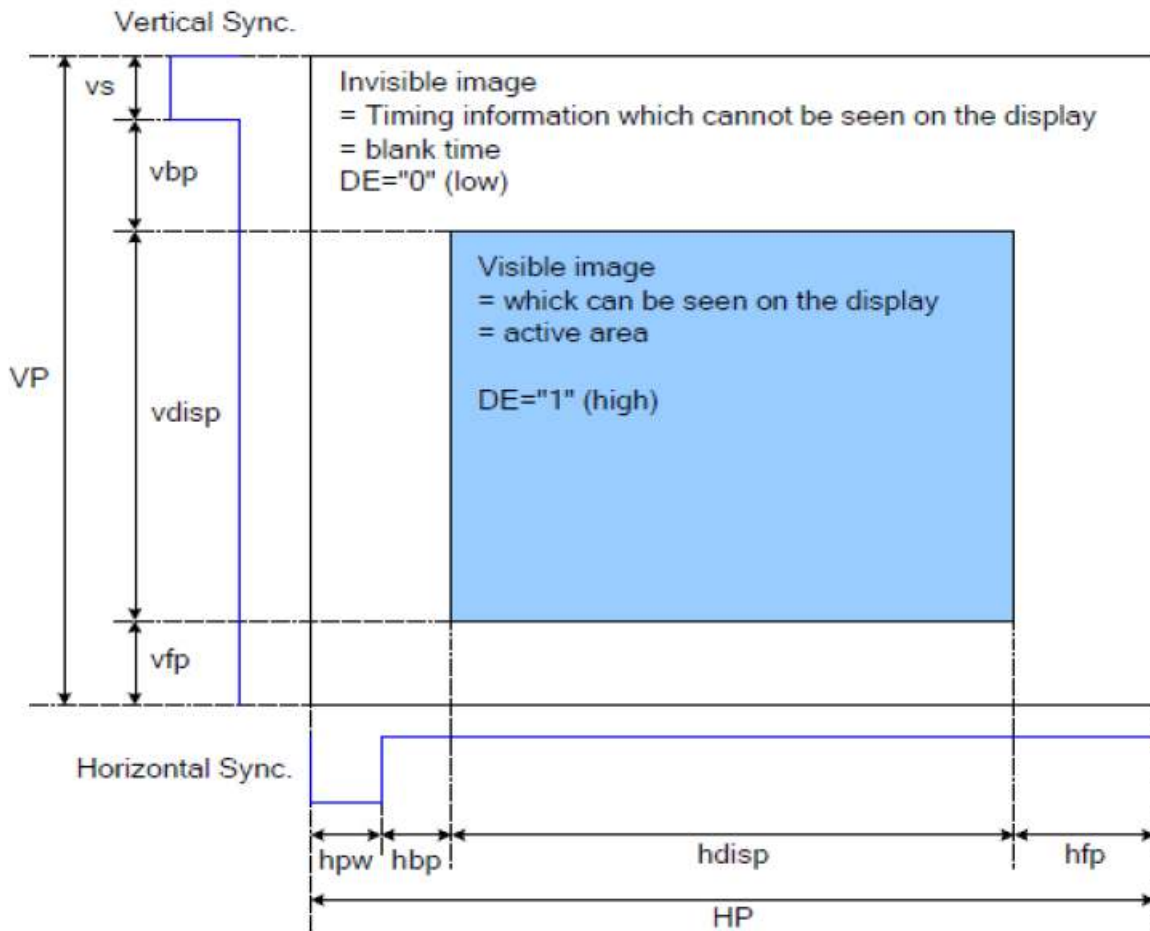 Vertical Sync.
vs
Invisible image
= Timing information which cannot be seen on the display
= blank time
DE="0" (low)
vbp
Visible image
= whick can be seen on the display
= active area
DE="1" (high)
VP
vdisp
vfp
Horizontal Sync.
hpw
hbp
hdisp
hfp
HP